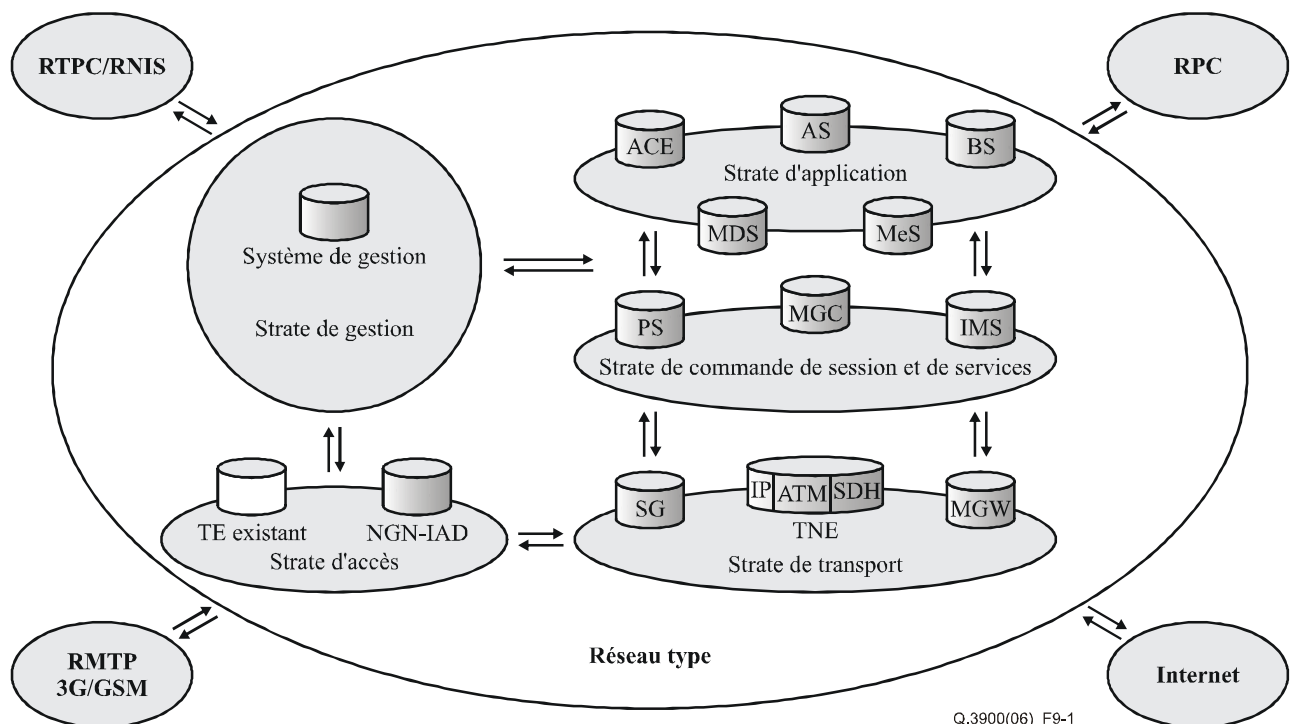 RTPC/RNIS
RPC
ACE
AS
BS
Strate d'application
MDS
MeS
Système de gestion
Strate de gestion
PS
MGC
IMS
Strate de commande de session et de services
TE existant
NGN-IAD
Strate d'accès
SG
IP ATM SDH
TNE
MGW
Strate de transport
RMTP
3G/GSM
Réseau type
Internet
Q.3900(06)_F9-1